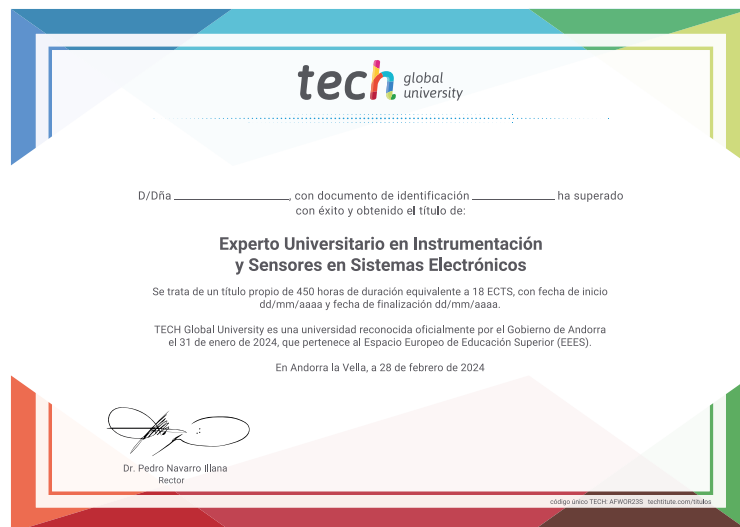 tech global
university
D/Dña ____________, con documento de identificación ____________ ha superado
con éxito y obtenido el título de:
Experto Universitario en Instrumentación
y Sensores en Sistemas Electrónicos
Se trata de un título propio de 450 horas de duración equivalente a 18 ECTS, con fecha de inicio
dd/mm/aaaa y fecha de finalización dd/mm/aaaa.
TECH Global University es una universidad reconocida oficialmente por el Gobierno de Andorra
el 31 de enero de 2024, que pertenece al Espacio Europeo de Educación Superior (EEES).
En Andorra la Vella, a 28 de febrero de 2024
Dr. Pedro Navarro Illana
Rector
código único TECH: AFWOR23S techtitute.com/titulos